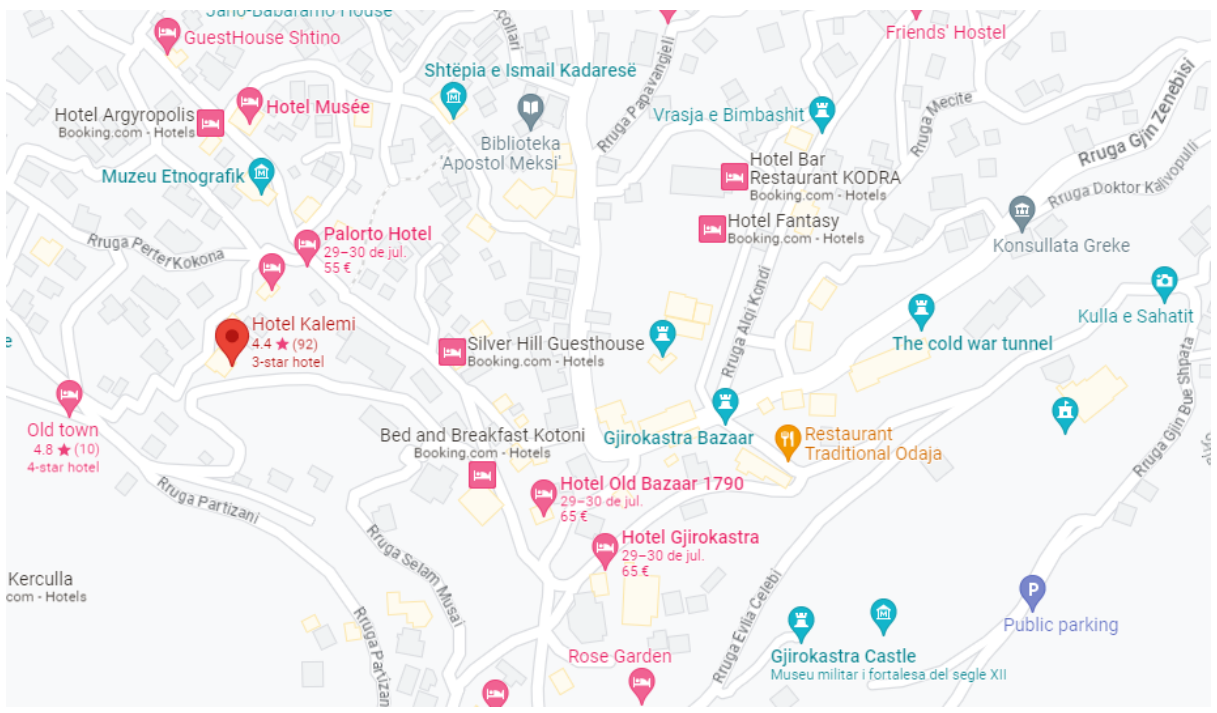 Jano-Babaramo House
GuestHouse Shtino
Friends' Hostel
Rruga Papavangjeli
Shtëpia e Ismail Kadaresë
Hotel Musée
Hotel Argyropolis
Booking.com - Hotels
Vrasja e Bimbashit
Rruga Mecite
Rruga Gjin Zenebisi
Biblioteka
'Apostol Meksi'
Muzeu Etnografik
Hotel Bar
Restaurant KODRA
Booking.com - Hotels
Rruga Doktor Kalivopulli
Hotel Fantasy
Booking.com - Hotels
Palorto Hotel
29–30 de jul.
55 €
Rruga Perter Kokona
Konsullata Greke
Rruga Alqi Kondi
Hotel Kalemi
4.4 ★ (92)
3-star hotel
Silver Hill Guesthouse
Booking.com - Hotels
The cold war tunnel
Kulla e Sahatit
Rruga Gjin Bue Shpata
Old town
4.8 ★ (10)
4-star hotel
Bed and Breakfast Kotoni
Booking.com - Hotels
Gjirokastra Bazaar
Restaurant
Traditional Odaja
Rruga Partizani
Hotel Old Bazaar 1790
29–30 de jul.
65 €
Hotel Gjirokastra
29–30 de jul.
65 €
Rruga Selam Musai
Kerculla
com - Hotels
Rruga Partizan
Rruga Evlia Celebi
P
Public parking
Rose Garden
Gjirokastra Castle
Museu militar i fortalesa del segle XII